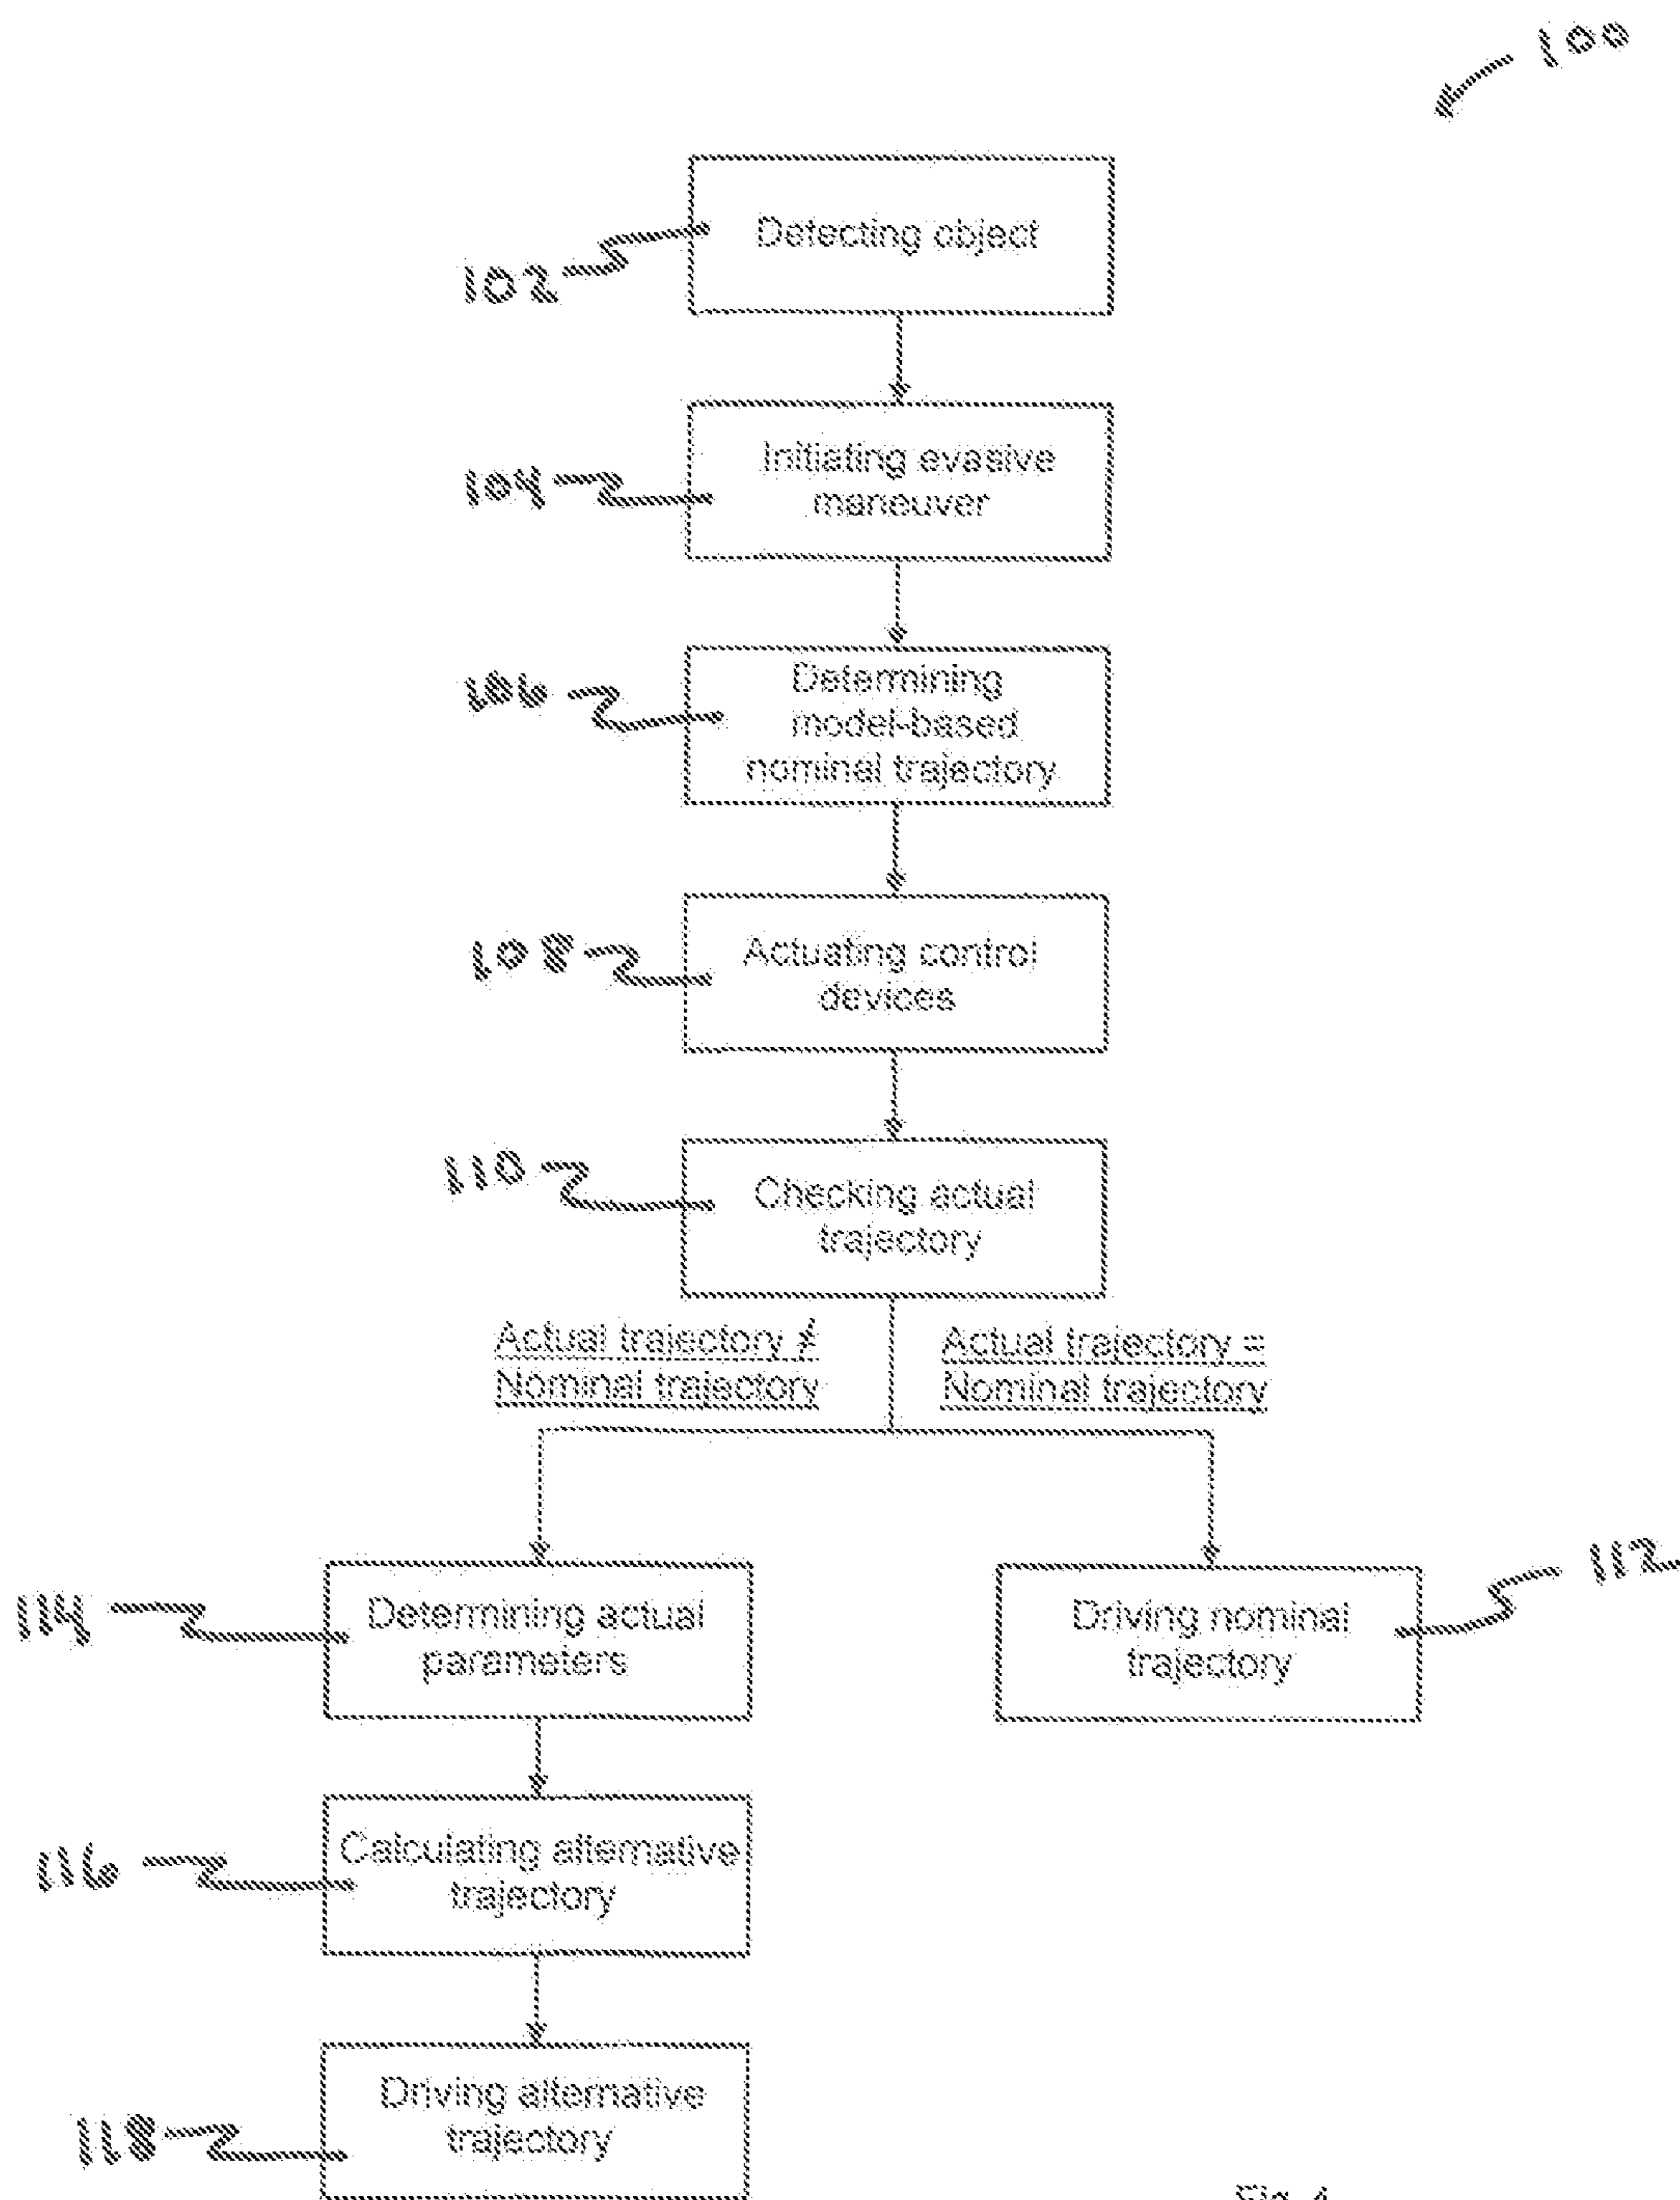 100
Detecting object
102
Initiating evasive
maneuver
104
Determining
model-based
nominal trajectory
106
Actuating control
devices
108
Checking actual
trajectory
110
Actual trajectory ≠
Nominal trajectory
Actual trajectory =
Nominal trajectory
Determining actual
parameters
114
Driving nominal
trajectory
112
Calculating alternative
trajectory
116
Driving alternative
trajectory
118